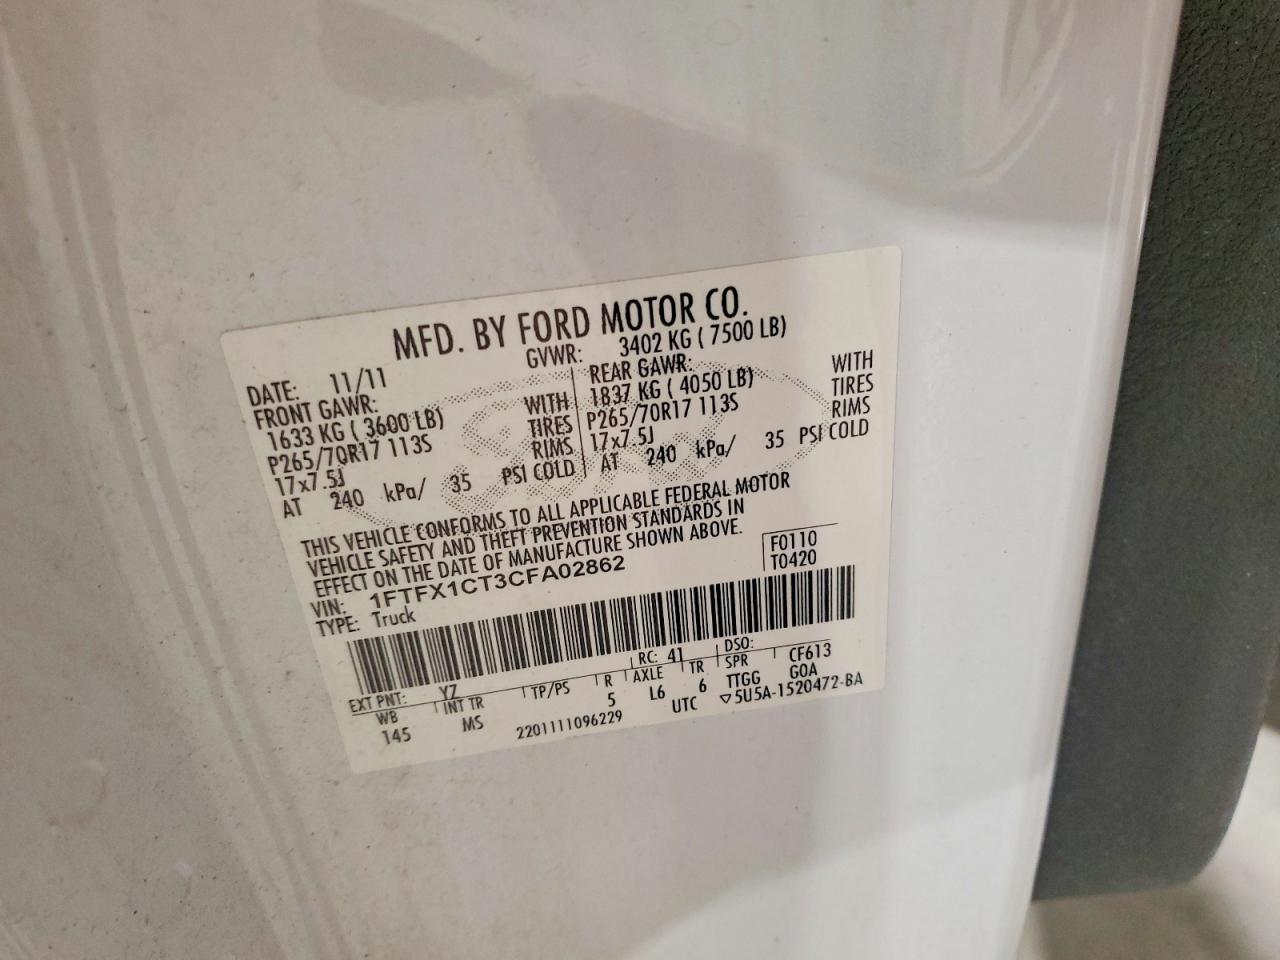 MFD. BY FORD MOTOR CO.
DATE: 11/11 GVWR: 3402 KG ( 7500 LB)
FRONT GAWR: REAR GAWR:
1633 KG ( 3600 LB) WITH 1837 KG ( 4050 LB) WITH
P265/70R17 113S TIRES P265/70R17 113S TIRES
17x7.5J RIMS 17x7.5J RIMS
AT 240 kPa/ 35 PSI COLD AT 240 kPa/ 35 PSI COLD
THIS VEHICLE CONFORMS TO ALL APPLICABLE FEDERAL MOTOR
VEHICLE SAFETY AND THEFT PREVENTION STANDARDS IN
EFFECT ON THE DATE OF MANUFACTURE SHOWN ABOVE.
VIN: 1FTFX1CT3CFA02862 F0110
TYPE: Truck T0420
EXT PNT: YZ RC: 41 DSO: CF613
WB INT TR TP/PS R AXLE TR SPR GOA
145 MS 5 L6 6 TTGG
2201111096229 UTC ▽5U5A-1520472-BA